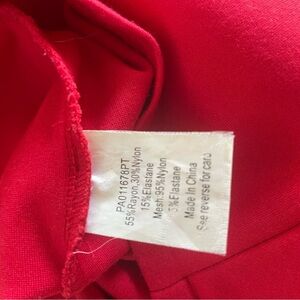 PA011678PT
55%Rayon,30%Nylon
15%Elastane
Mesh:95%Nylon
5%Elastane
Made In China
See reverse for care